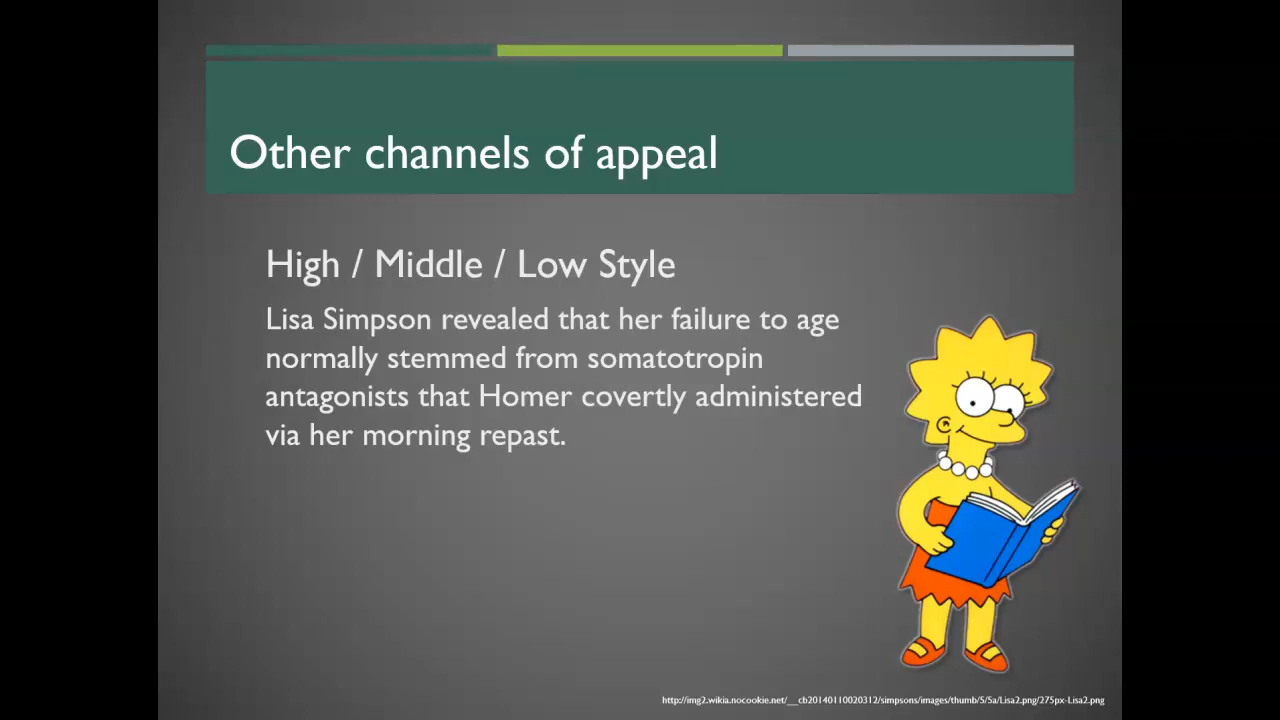 Other channels of appeal
High / Middle / Low Style
Lisa Simpson revealed that her failure to age
normally stemmed from somatotropin
antagonists that Homer covertly administered
via her morning repast.
http://img2.wikia.nocookie.net/__cb20140110020312/simpsons/images/thumb/5/5a/Lisa2.png/275px-Lisa2.png